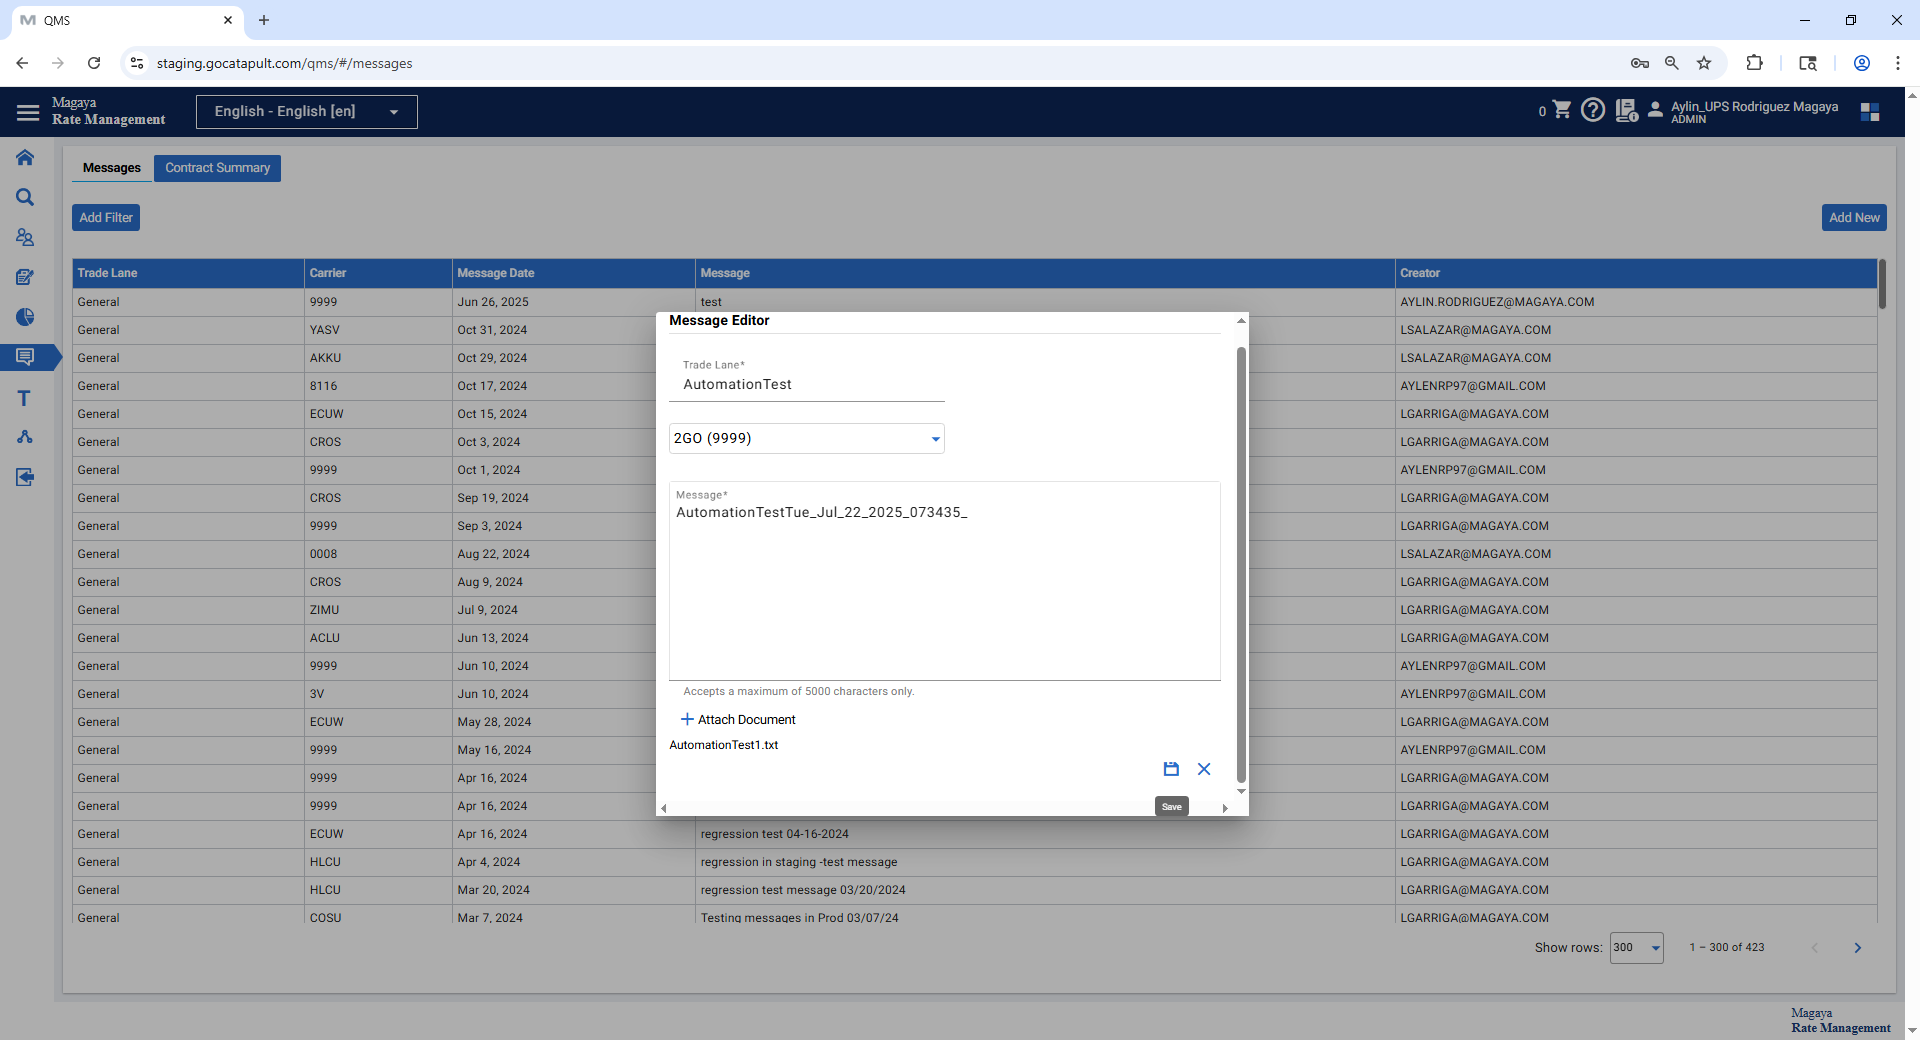 QMS
staging.gocatapult.com/qms/#/messages
Magaya
Rate Management
English - English [en]
0
Aylin_UPS Rodriguez Magaya
ADMIN
Messages
Contract Summary
Add Filter
Add New
Trade Lane Carrier Message Date Message Creator
General 9999 Jun 26, 2025 test AYLIN.RODRIGUEZ@MAGAYA.COM
General YASV Oct 31, 2024 LSALAZAR@MAGAYA.COM
General AKKU Oct 29, 2024 LSALAZAR@MAGAYA.COM
General 8116 Oct 17, 2024 AYLENRP97@GMAIL.COM
General ECUW Oct 15, 2024 LGARRIGA@MAGAYA.COM
General CROS Oct 3, 2024 LGARRIGA@MAGAYA.COM
General 9999 Oct 1, 2024 AYLENRP97@GMAIL.COM
General CROS Sep 19, 2024 LGARRIGA@MAGAYA.COM
General 9999 Sep 3, 2024 LGARRIGA@MAGAYA.COM
General 0008 Aug 22, 2024 LSALAZAR@MAGAYA.COM
General CROS Aug 9, 2024 LGARRIGA@MAGAYA.COM
General ZIMU Jul 9, 2024 LGARRIGA@MAGAYA.COM
General ACLU Jun 13, 2024 LGARRIGA@MAGAYA.COM
General 9999 Jun 10, 2024 AYLENRP97@GMAIL.COM
General 3V Jun 10, 2024 AYLENRP97@GMAIL.COM
General ECUW May 28, 2024 LGARRIGA@MAGAYA.COM
General 9999 May 16, 2024 AYLENRP97@GMAIL.COM
General 9999 Apr 16, 2024 LGARRIGA@MAGAYA.COM
General 9999 Apr 16, 2024 LGARRIGA@MAGAYA.COM
General ECUW Apr 16, 2024 regression test 04-16-2024 LGARRIGA@MAGAYA.COM
General HLCU Apr 4, 2024 regression in staging -test message LGARRIGA@MAGAYA.COM
General HLCU Mar 20, 2024 regression test message 03/20/2024 LGARRIGA@MAGAYA.COM
General COSU Mar 7, 2024 Testing messages in Prod 03/07/24 LGARRIGA@MAGAYA.COM
Message Editor
Trade Lane*
AutomationTest
2GO (9999)
Message*
AutomationTestTue_Jul_22_2025_073435_
Accepts a maximum of 5000 characters only.
Attach Document
AutomationTest1.txt
Save
Show rows: 300 1 – 300 of 423
Magaya
Rate Management